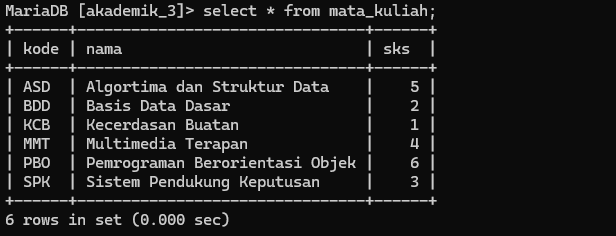 MariaDB [akademik_3]> select * from mata_kuliah;
+------+-------------------------------+------+
| kode | nama                          | sks  |
+------+-------------------------------+------+
| ASD  | Algortima dan Struktur Data   |    5 |
| BDD  | Basis Data Dasar              |    2 |
| KCB  | Kecerdasan Buatan             |    1 |
| MMT  | Multimedia Terapan            |    4 |
| PBO  | Pemrograman Berorientasi Objek |    6 |
| SPK  | Sistem Pendukung Keputusan    |    3 |
+------+-------------------------------+------+
6 rows in set (0.000 sec)